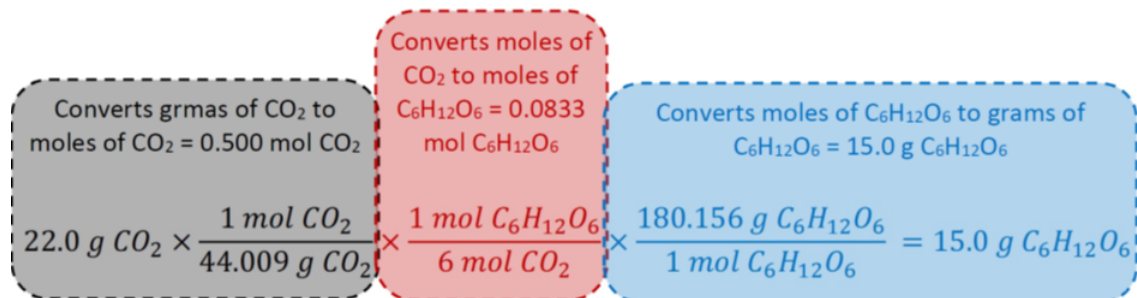 Converts grmas of CO₂ to
moles of CO₂ = 0.500 mol CO₂
Converts moles of
CO₂ to moles of
C₆H₁₂O₆ = 0.0833
mol C₆H₁₂O₆
Converts moles of C₆H₁₂O₆ to grams of
C₆H₁₂O₆ = 15.0 g C₆H₁₂O₆
22.0 g CO₂ × 1 mol CO₂ / 44.009 g CO₂ × 1 mol C₆H₁₂O₆ / 6 mol CO₂ × 180.156 g C₆H₁₂O₆ / 1 mol C₆H₁₂O₆ = 15.0 g C₆H₁₂O₆